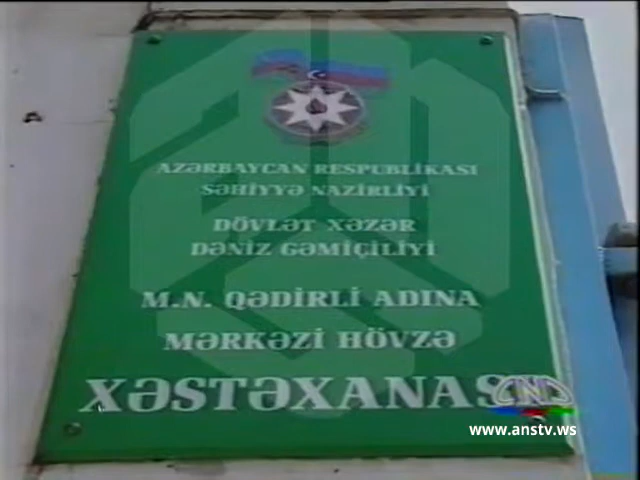 AZƏRBAYCAN RESPUBLİKASI
SƏHİYYƏ NAZİRLİYİ
DÖVLƏT XƏZƏR
DƏNİZ GƏMİÇİLİYİ
M.N. QƏDİRLİ ADINA
MƏRKƏZİ HÖVZƏ
XƏSTƏXANASI
www.anstv.ws